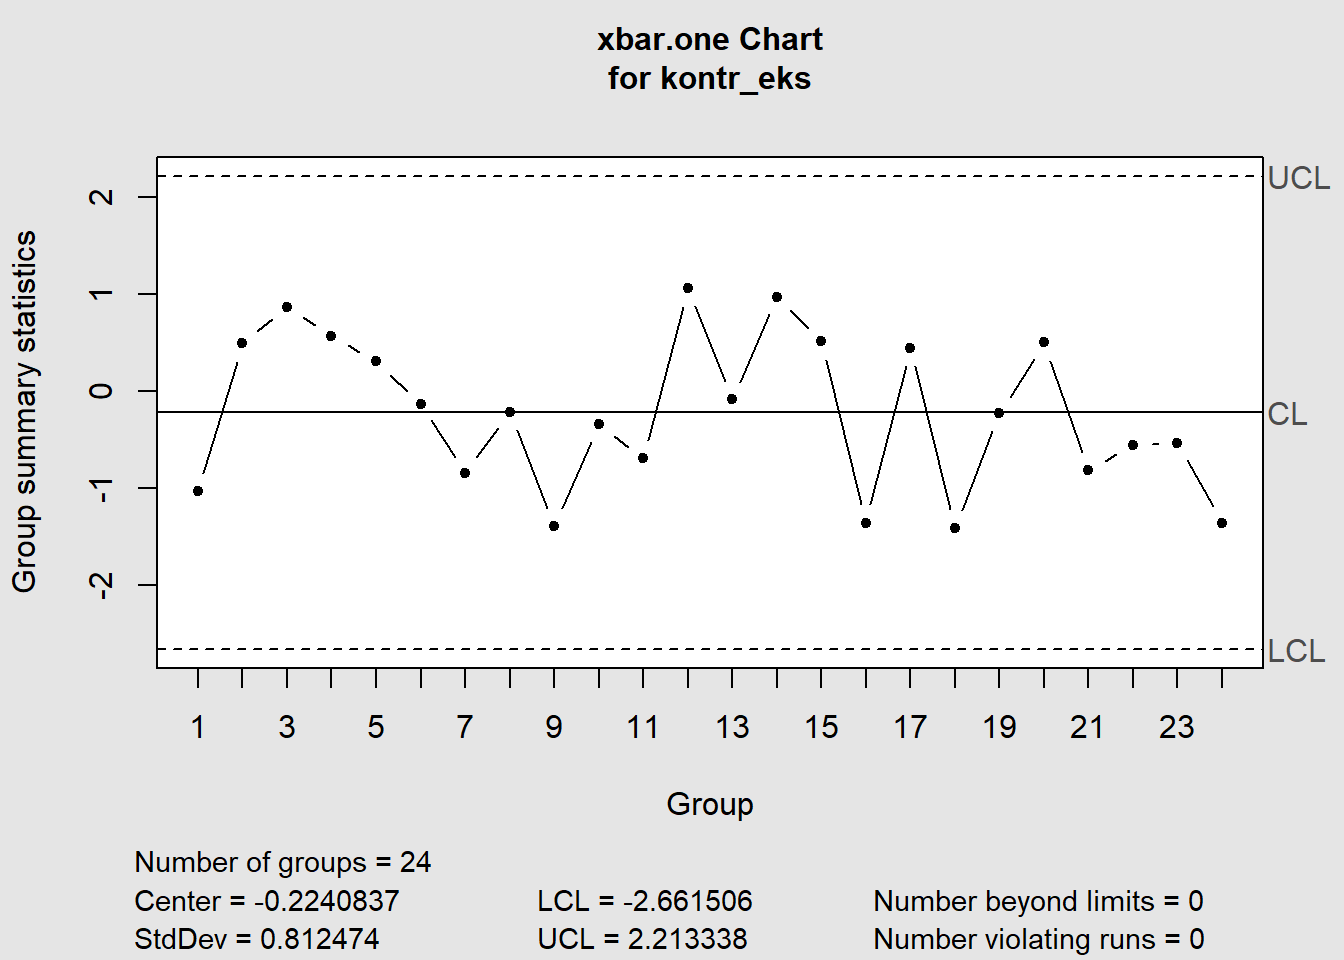 xbar.one Chart
for kontr_eks
UCL
CL
LCL
Group summary statistics
2
1
0
-1
-2
1 3 5 7 9 11 13 15 17 19 21 23
Group
Number of groups = 24
Center = -0.2240837 LCL = -2.661506 Number beyond limits = 0
StdDev = 0.812474 UCL = 2.213338 Number violating runs = 0